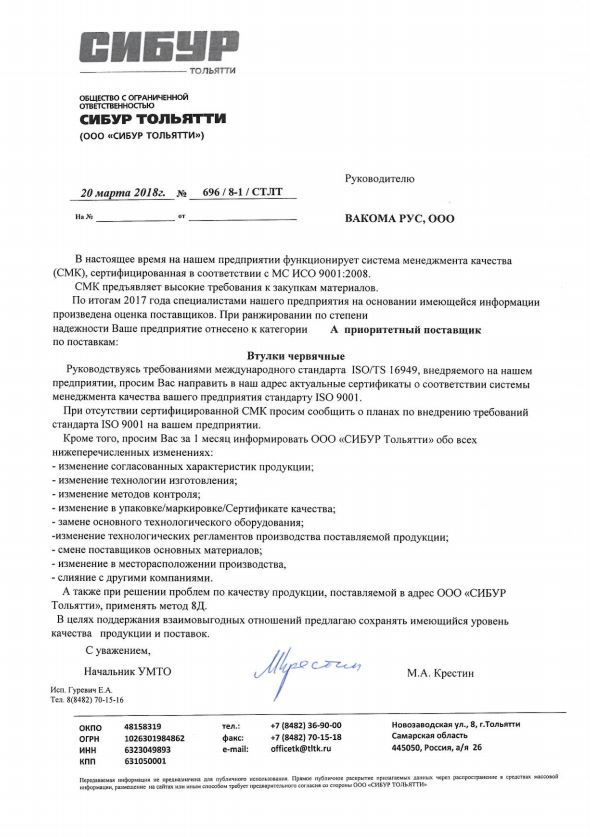 СИБУР
ТОЛЬЯТТИ
ОБЩЕСТВО С ОГРАНИЧЕННОЙ
ОТВЕТСТВЕННОСТЬЮ
СИБУР ТОЛЬЯТТИ
(ООО «СИБУР ТОЛЬЯТТИ»)
Руководителю
20 марта 2018г. № 696 / 8-1 / СТЛТ
На № от
ВАКОМА РУС, ООО
В настоящее время на нашем предприятии функционирует система менеджмента качества
(СМК), сертифицированная в соответствии с МС ИСО 9001:2008.
СМК предъявляет высокие требования к закупкам материалов.
По итогам 2017 года специалистами нашего предприятия на основании имеющейся информации
произведена оценка поставщиков. При ранжировании по степени
надежности Ваше предприятие отнесено к категории А приоритетный поставщик
по поставкам:
Втулки червячные
Руководствуясь требованиями международного стандарта ISO/TS 16949, внедряемого на нашем
предприятии, просим Вас направить в наш адрес актуальные сертификаты о соответствии системы
менеджмента качества вашего предприятия стандарту ISO 9001.
При отсутствии сертифицированной СМК просим сообщить о планах по внедрению требований
стандарта ISO 9001 на вашем предприятии.
Кроме того, просим Вас за 1 месяц информировать ООО «СИБУР Тольятти» обо всех
нижеперечисленных изменениях:
- изменение согласованных характеристик продукции;
- изменение технологии изготовления;
- изменение методов контроля;
- изменение в упаковке/маркировке/Сертификате качества;
- замене основного технологического оборудования;
-изменение технологических регламентов производства поставляемой продукции;
- смене поставщиков основных материалов;
- изменение в месторасположении производства,
- слияние с другими компаниями.
А также при решении проблем по качеству продукции, поставляемой в адрес ООО «СИБУР
Тольятти», применять метод 8Д.
В целях поддержания взаимовыгодных отношений предлагаю сохранять имеющийся уровень
качества продукции и поставок.
С уважением,
Начальник УМТО М.А. Крестин
Исп. Гуревич Е.А.
Тел. 8(8482) 70-15-16
ОКПО 48158319 тел.: +7 (8482) 36-90-00 Новозаводская ул., 8, г.Тольятти
ОГРН 1026301984862 факс: +7 (8482) 70-15-18 Самарская область
ИНН 6323049893 e-mail: officetk@tltk.ru 445050, Россия, а/я 26
КПП 631050001
Передаваемая информация не предназначена для публичного использования. Прямое публичное раскрытие прилагаемых данных через распространение в средствах массовой
информации, размещение на сайтах или иным способом требует предварительного согласия со стороны ООО «СИБУР ТОЛЬЯТТИ»